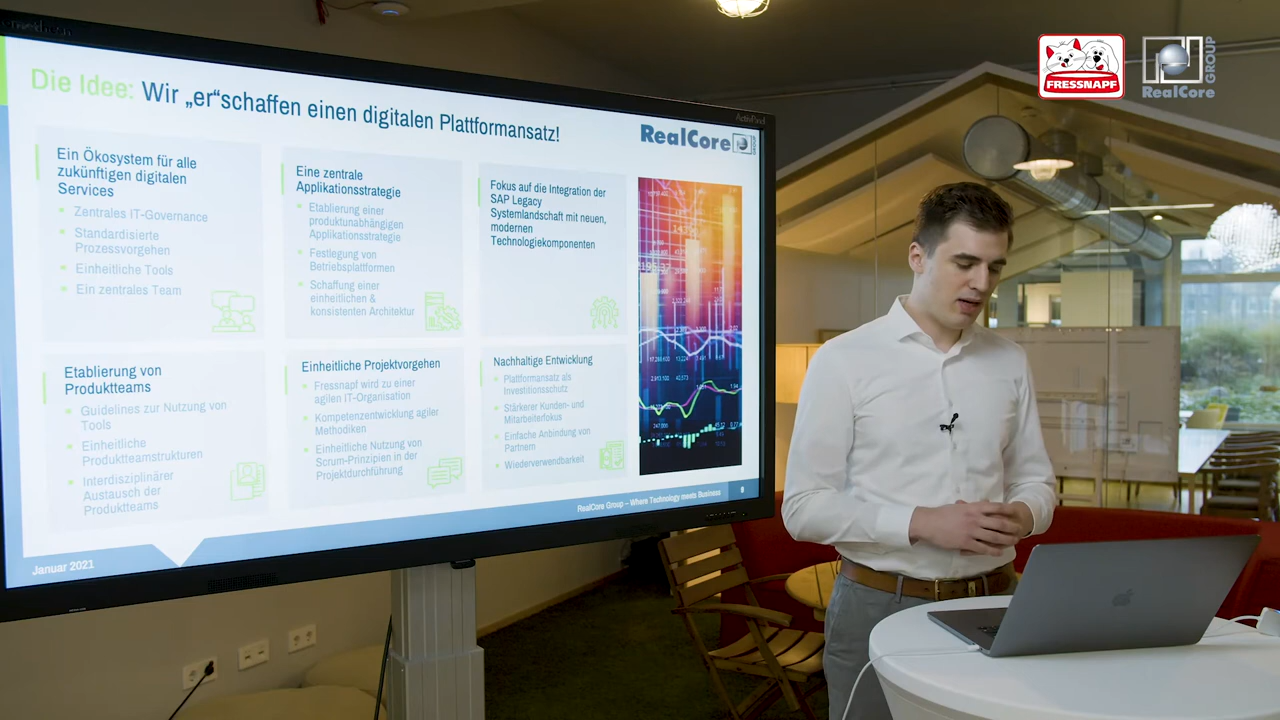 Die Idee: Wir „er“schaffen einen digitalen Plattformansatz!
RealCore
GROUP
Ein Ökosystem für alle
zukünftigen digitalen
Services
Zentrales IT-Governance
Standardisierte
Prozessvorgehen
Einheitliche Tools
Ein zentrales Team
Eine zentrale
Applikationsstrategie
Etablierung einer
produktunabhängigen
Applikationsstrategie
Festlegung von
Betriebsplattformen
Schaffung einer
einheitlichen &
konsistenten Architektur
Fokus auf die Integration der
SAP Legacy
Systemlandschaft mit neuen,
modernen
Technologiekomponenten
Etablierung von
Produktteams
Guidelines zur Nutzung von
Tools
Einheitliche
Produktteamstrukturen
Interdisziplinärer
Austausch der
Produktteams
Einheitliche Projektvorgehen
Fressnapf wird zu einer
agilen IT-Organisation
Kompetenzentwicklung agiler
Methodiken
Einheitliche Nutzung von
Scrum-Prinzipien in der
Projektdurchführung
Nachhaltige Entwicklung
Plattformansatz als
Investitionsschutz
Stärkerer Kunden- und
Mitarbeiterfokus
Einfache Anbindung von
Partnern
Wiederverwendbarkeit
Januar 2021
RealCore Group – Where Technology meets Business
ActivPanel
FRESSNAPF
RealCore
GROUP